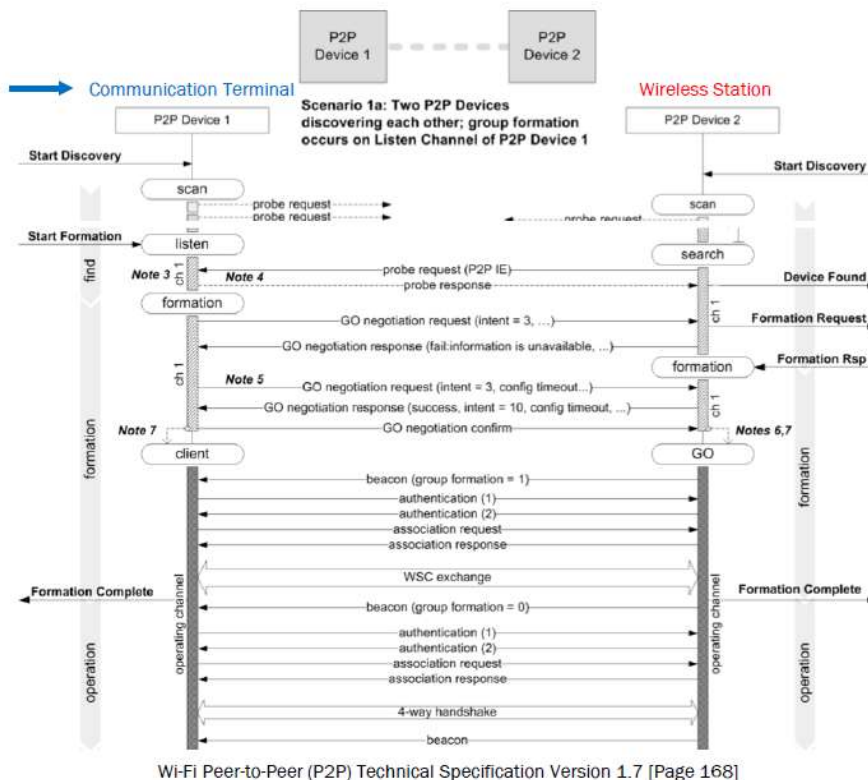 P2P
Device 1
P2P
Device 2
Communication Terminal
Wireless Station
Scenario 1a: Two P2P Devices
discovering each other; group formation
occurs on Listen Channel of P2P Device 1
P2P Device 1
P2P Device 2
Start Discovery
Start Discovery
scan
scan
probe request
probe request
probe request
Start Formation
listen
search
find
Note 3
ch 1
Note 4
probe request (P2P IE)
probe response
Device Found
ch 1
formation
GO negotiation request (intent = 3, ...)
Formation Request
GO negotiation response (fail:information is unavailable, ...)
formation
Formation Rsp
ch 1
Note 5
GO negotiation request (intent = 3, config timeout...)
GO negotiation response (success, intent = 10, config timeout, ...)
ch 1
Note 7
GO negotiation confirm
Notes 6,7
formation
client
GO
formation
beacon (group formation = 1)
authentication (1)
authentication (2)
association request
association response
WSC exchange
Formation Complete
Formation Complete
operating channel
operating channel
beacon (group formation = 0)
authentication (1)
authentication (2)
association request
association response
operation
operation
4-way handshake
beacon
Wi-Fi Peer-to-Peer (P2P) Technical Specification Version 1.7 [Page 168]